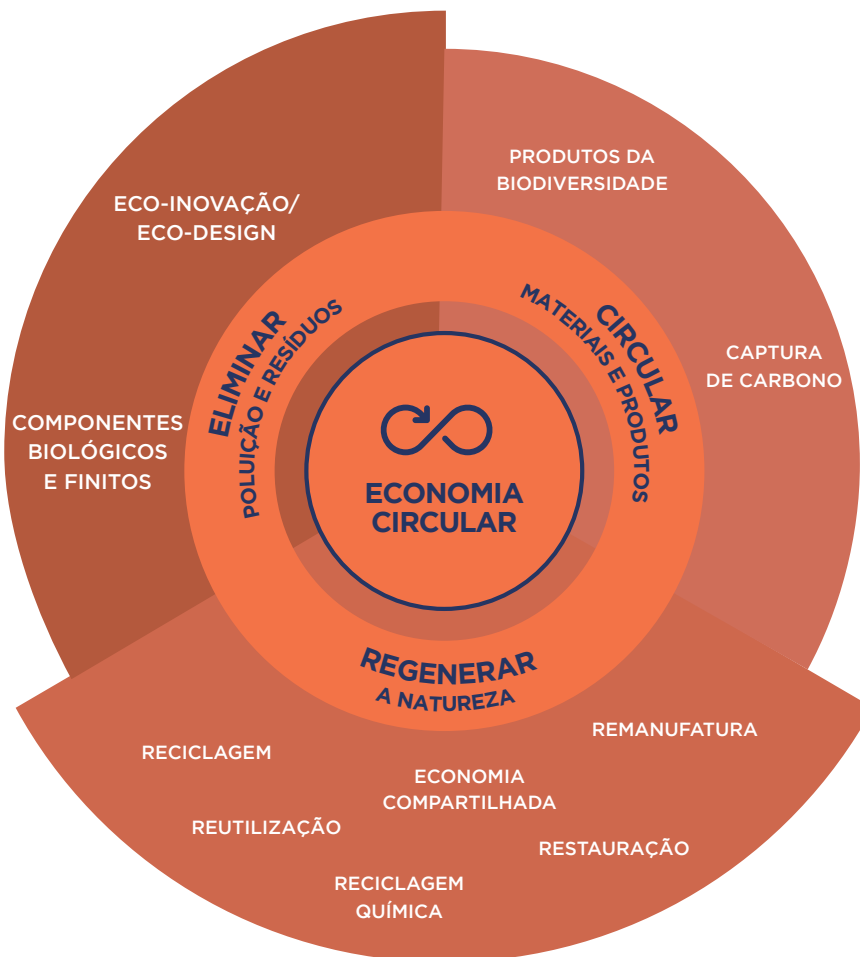 PRODUTOS DA
BIODIVERSIDADE
ECO-INOVAÇÃO/
ECO-DESIGN
ELIMINAR
POLUIÇÃO E RESÍDUOS
CIRCULAR
MATERIAIS E PRODUTOS
CAPTURA
DE CARBONO
COMPONENTES
BIOLÓGICOS
E FINITOS
ECONOMIA
CIRCULAR
REGENERAR
A NATUREZA
REMANUFATURA
RECICLAGEM
ECONOMIA
COMPARTILHADA
REUTILIZAÇÃO
RESTAURAÇÃO
RECICLAGEM
QUÍMICA